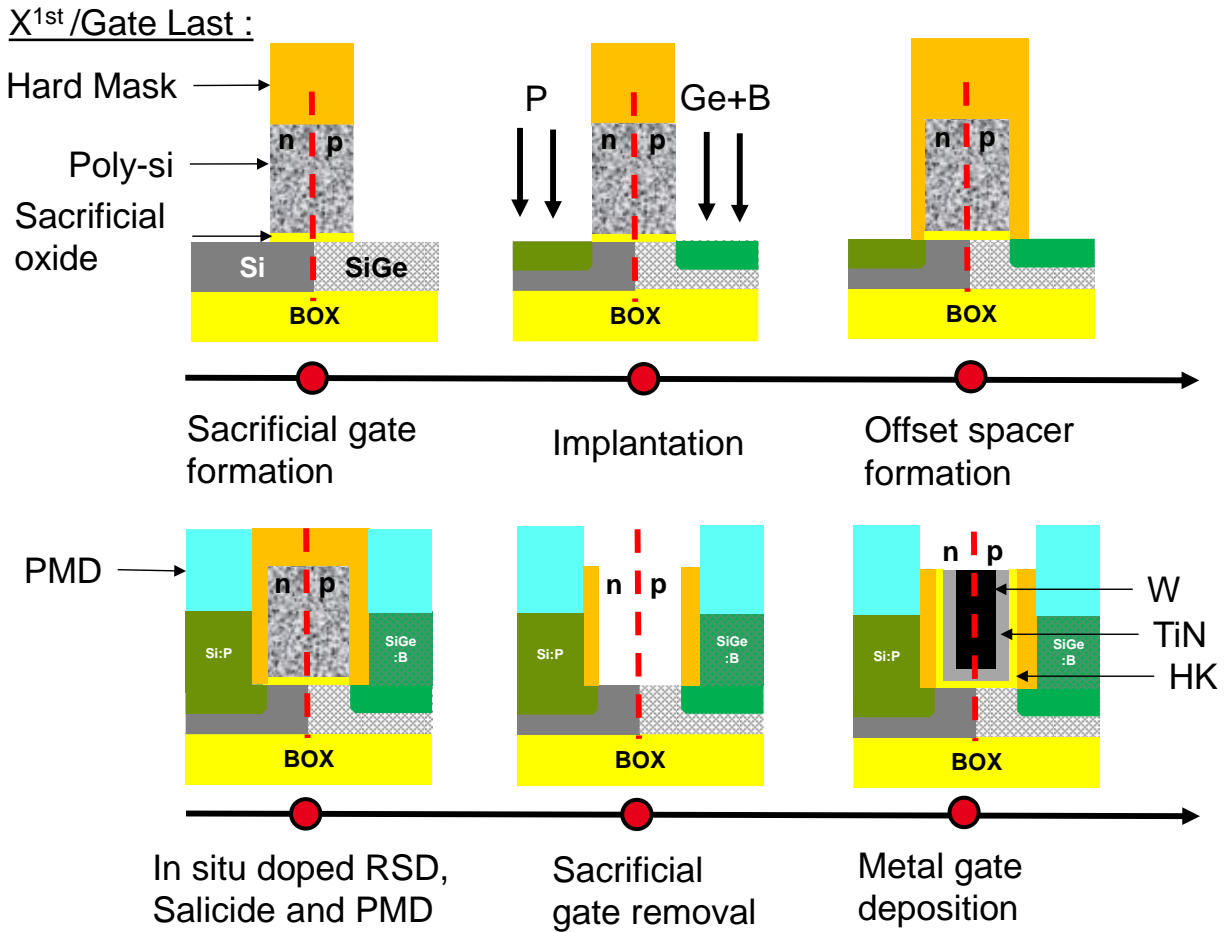 X1st /Gate Last :
Hard Mask
Poly-si
Sacrificial
oxide
n p
Si SiGe
BOX
P
Ge+B
n p
BOX
n p
BOX
Sacrificial gate
formation
Implantation
Offset spacer
formation
PMD
n p
Si:P
SiGe
:B
BOX
n p
Si:P
SiGe
:B
BOX
n p
Si:P
SiGe
:B
BOX
W
TiN
HK
In situ doped RSD,
Salicide and PMD
Sacrificial
gate removal
Metal gate
deposition